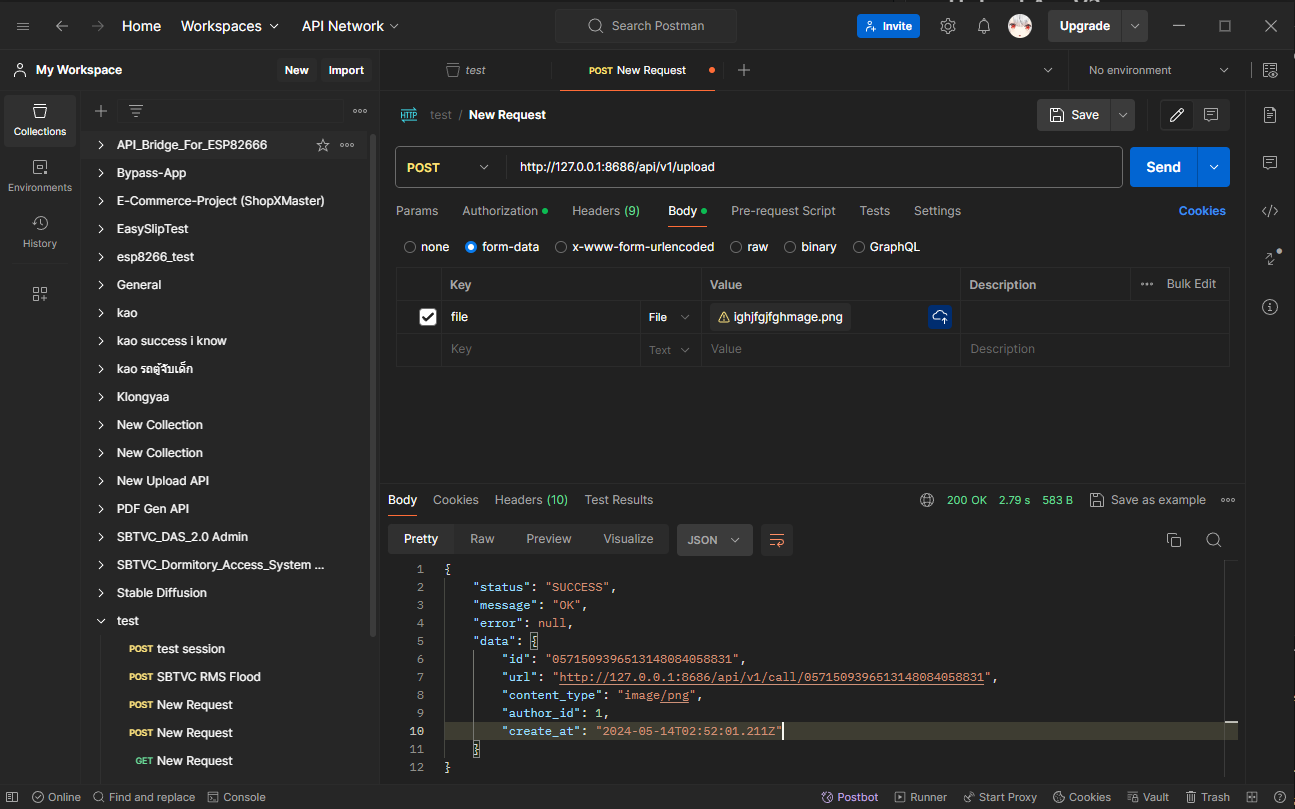 Home Workspaces API Network Search Postman Invite Upgrade
My Workspace New Import test POST New Request No environment
Collections
Environments
History
API_Bridge_For_ESP82666
Bypass-App
E-Commerce-Project (ShopXMaster)
EasySlipTest
esp8266_test
General
kao
kao success i know
kao รถตู้จับเด็ก
Klongyaa
New Collection
New Collection
New Upload API
PDF Gen API
SBTVC_DAS_2.0 Admin
SBTVC_Dormitory_Access_System ...
Stable Diffusion
test
POST test session
POST SBTVC RMS Flood
POST New Request
POST New Request
GET New Request
HTTP test / New Request Save
POST http://127.0.0.1:8686/api/v1/upload Send
Params Authorization Headers (9) Body Pre-request Script Tests Settings Cookies
none form-data x-www-form-urlencoded raw binary GraphQL
Key Value Description Bulk Edit
file File ighjfgjfghmage.png
Key Text Value Description
Body Cookies Headers (10) Test Results 200 OK 2.79 s 583 B Save as example
Pretty Raw Preview Visualize JSON
1 {
2 "status": "SUCCESS",
3 "message": "OK",
4 "error": null,
5 "data": {
6 "id": "0571509396513148084058831",
7 "url": "http://127.0.0.1:8686/api/v1/call/0571509396513148084058831",
8 "content_type": "image/png",
9 "author_id": 1,
10 "create_at": "2024-05-14T02:52:01.211Z"
11 }
12 }
Online Find and replace Console Postbot Runner Start Proxy Cookies Vault Trash